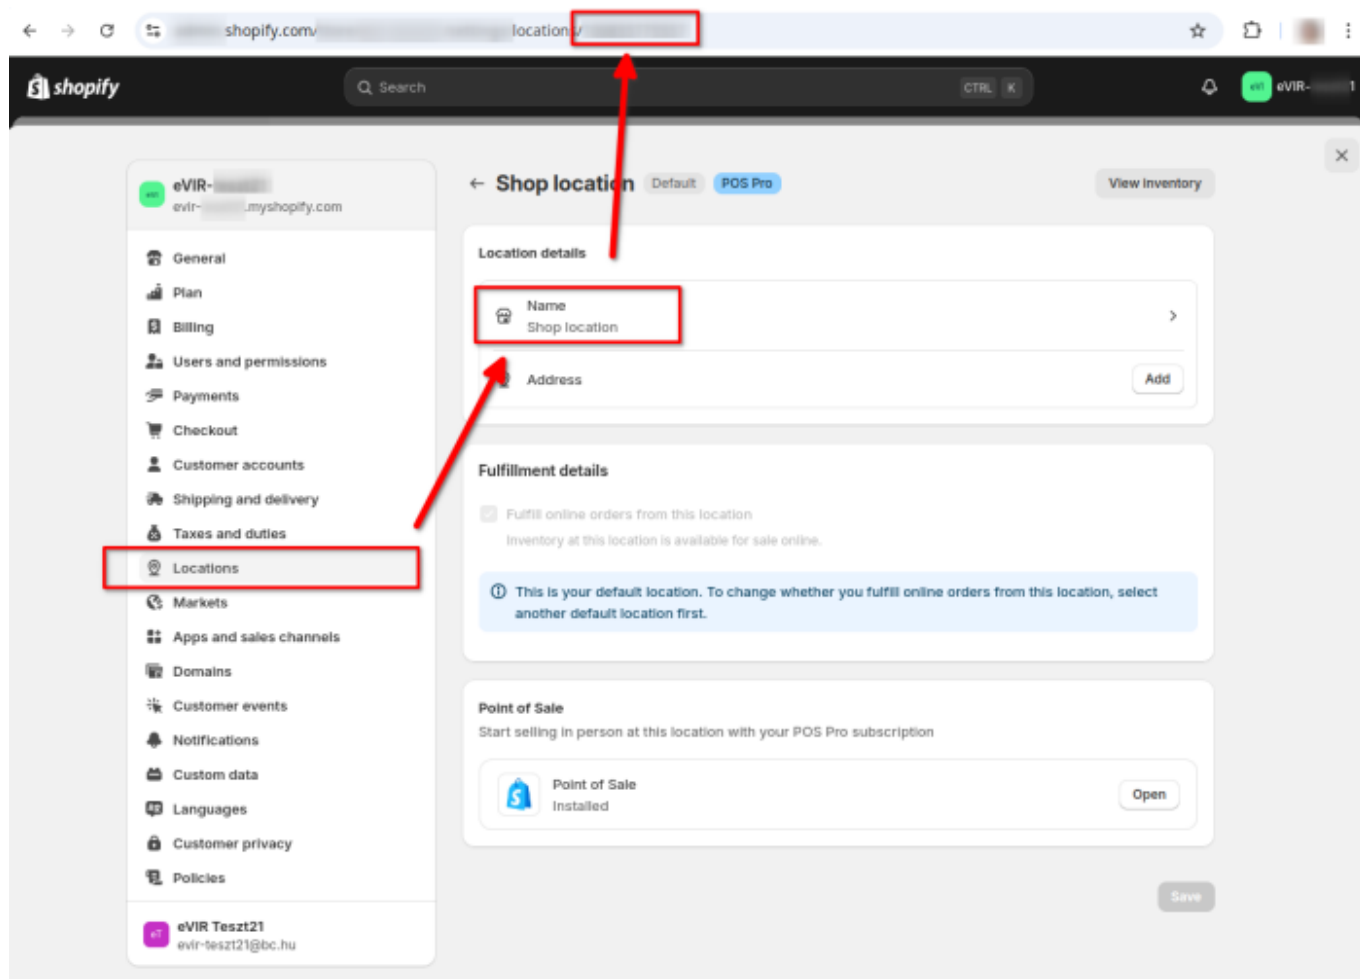 shopify.com/
locations/
shopify
Search
CTRL K
eVIR-
1
eVIR-
evir-
.myshopify.com
General
Plan
Billing
Users and permissions
Payments
Checkout
Customer accounts
Shipping and delivery
Taxes and duties
Locations
Markets
Apps and sales channels
Domains
Customer events
Notifications
Custom data
Languages
Customer privacy
Policies
eT
eVIR Teszt21
evir-teszt21@bc.hu
Shop location Default POS Pro
View inventory
Location details
Name
Shop location
Address
Add
Fulfillment details
Fulfill online orders from this location
Inventory at this location is available for sale online.
This is your default location. To change whether you fulfill online orders from this location, select
another default location first.
Point of Sale
Start selling in person at this location with your POS Pro subscription
Point of Sale
Installed
Open
Save